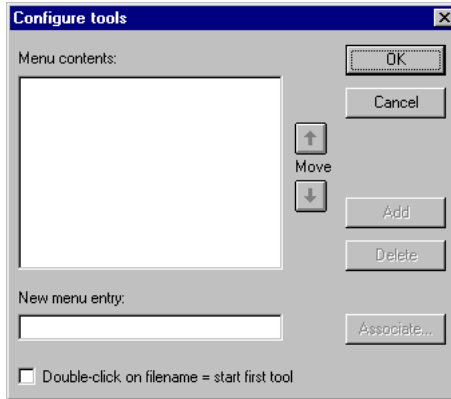 Configure tools
Menu contents:
OK
Cancel
Move
Add
Delete
New menu entry:
Associate...
Double-click on filename = start first tool